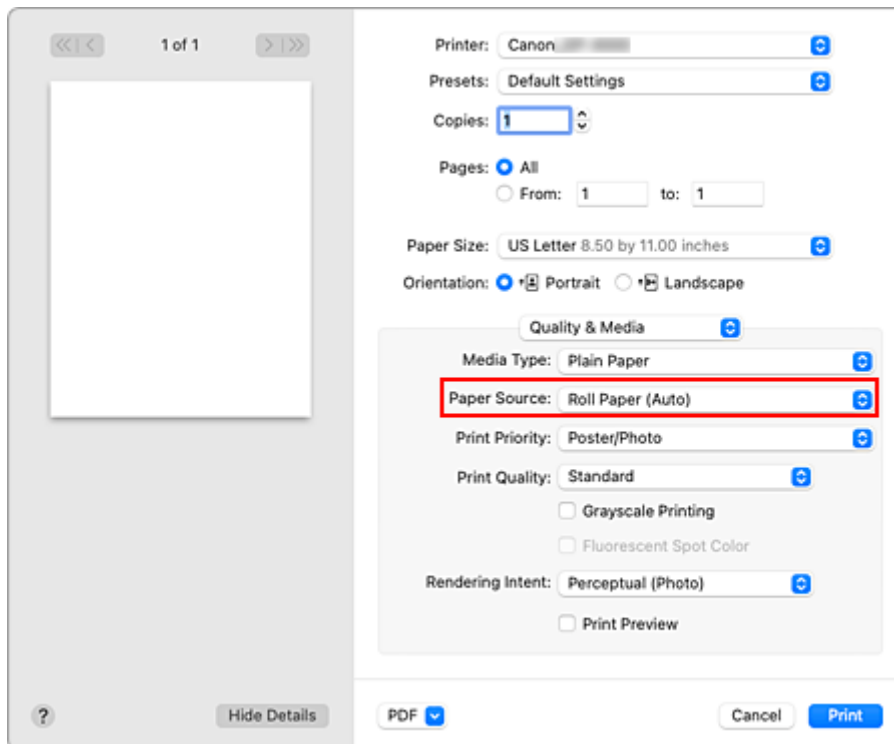 1 of 1
Printer: Canon
Presets: Default Settings
Copies: 1
Pages: All
From: 1 to: 1
Paper Size: US Letter 8.50 by 11.00 inches
Orientation: Portrait Landscape
Quality & Media
Media Type: Plain Paper
Paper Source: Roll Paper (Auto)
Print Priority: Poster/Photo
Print Quality: Standard
Grayscale Printing
Fluorescent Spot Color
Rendering Intent: Perceptual (Photo)
Print Preview
? Hide Details PDF Cancel Print